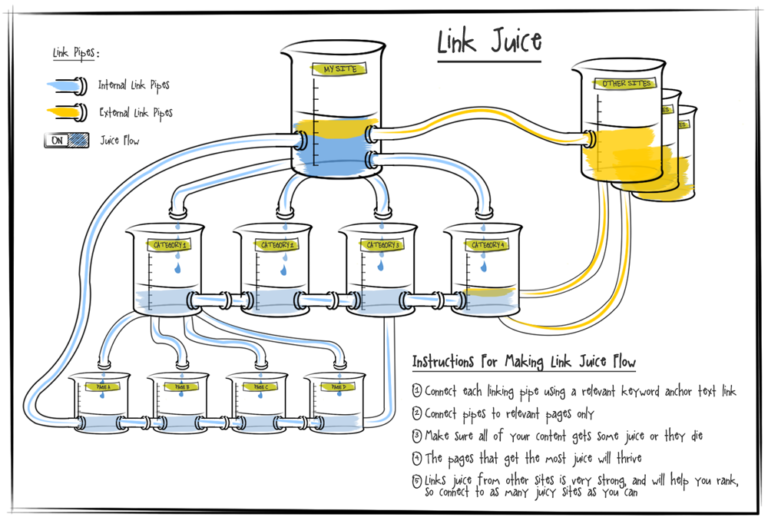 Link Juice
Link Pipes:
Internal Link Pipes
External Link Pipes
ON
Juice Flow
MY SITE
OTHER SITES
CATEGORY 1
CATEGORY 2
CATEGORY 3
CATEGORY 4
PAGE A
PAGE B
PAGE C
PAGE D
Instructions For Making Link Juice Flow
1 Connect each linking pipe using a relevant keyword anchor text link
2 Connect pipes to relevant pages only
3 Make sure all of your content gets some juice or they die
4 The pages that get the most juice will thrive
5 Links juice from other sites is very strong, and will help you rank,
so connect to as many juicy sites as you can